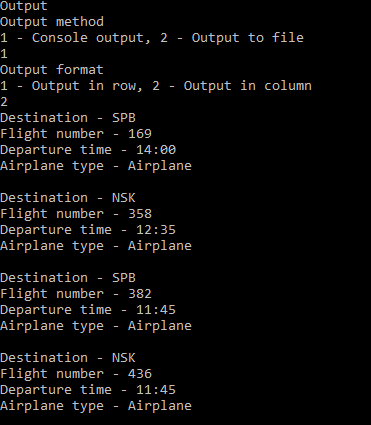 Output
Output method
1 - Console output, 2 - Output to file
1
Output format
1 - Output in row, 2 - Output in column
2
Destination - SPB
Flight number - 169
Departure time - 14:00
Airplane type - Airplane
Destination - NSK
Flight number - 358
Departure time - 12:35
Airplane type - Airplane
Destination - SPB
Flight number - 382
Departure time - 11:45
Airplane type - Airplane
Destination - NSK
Flight number - 436
Departure time - 11:45
Airplane type - Airplane